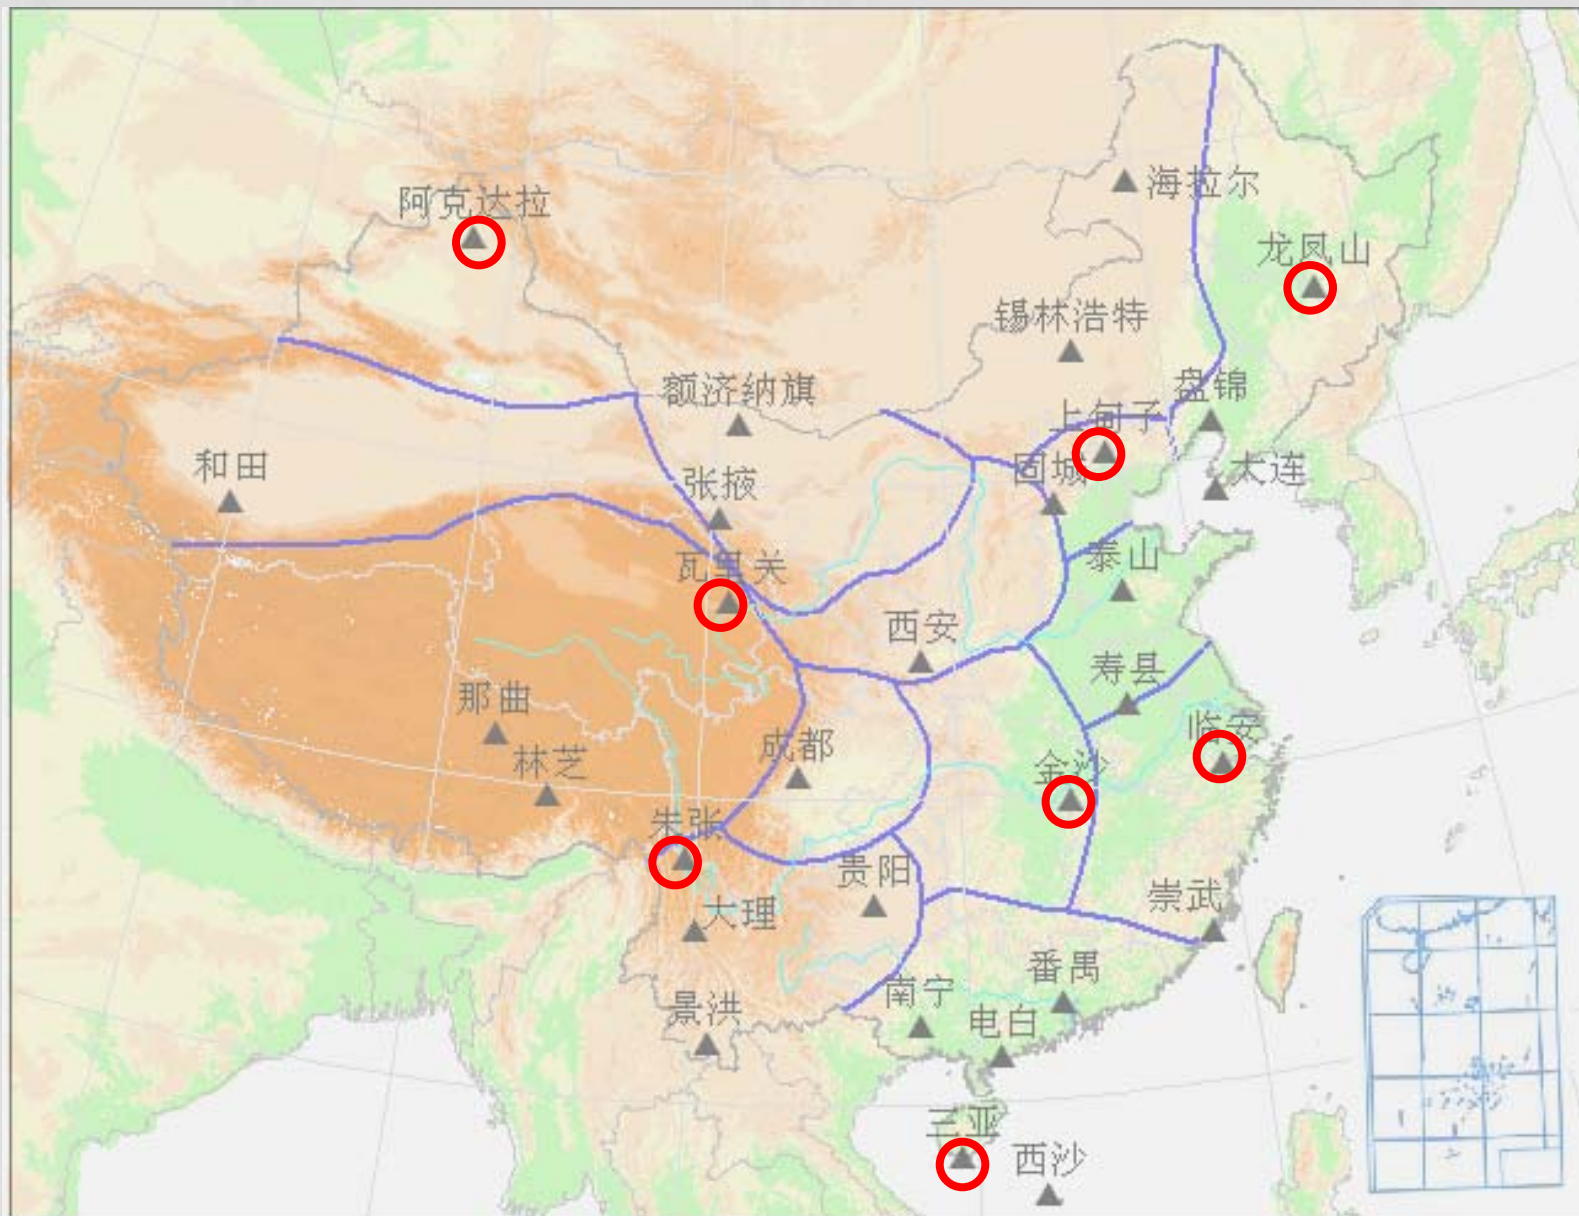 海拉尔
阿克达拉
龙凤山
锡林浩特
额济纳旗
盘锦
上甸子
和田
张掖
固城
大连
瓦里关
泰山
西安
寿县
那曲
临安
林芝
成都
金沙
朱张
贵阳
大理
崇武
番禺
南宁
景洪
电白
三亚
西沙